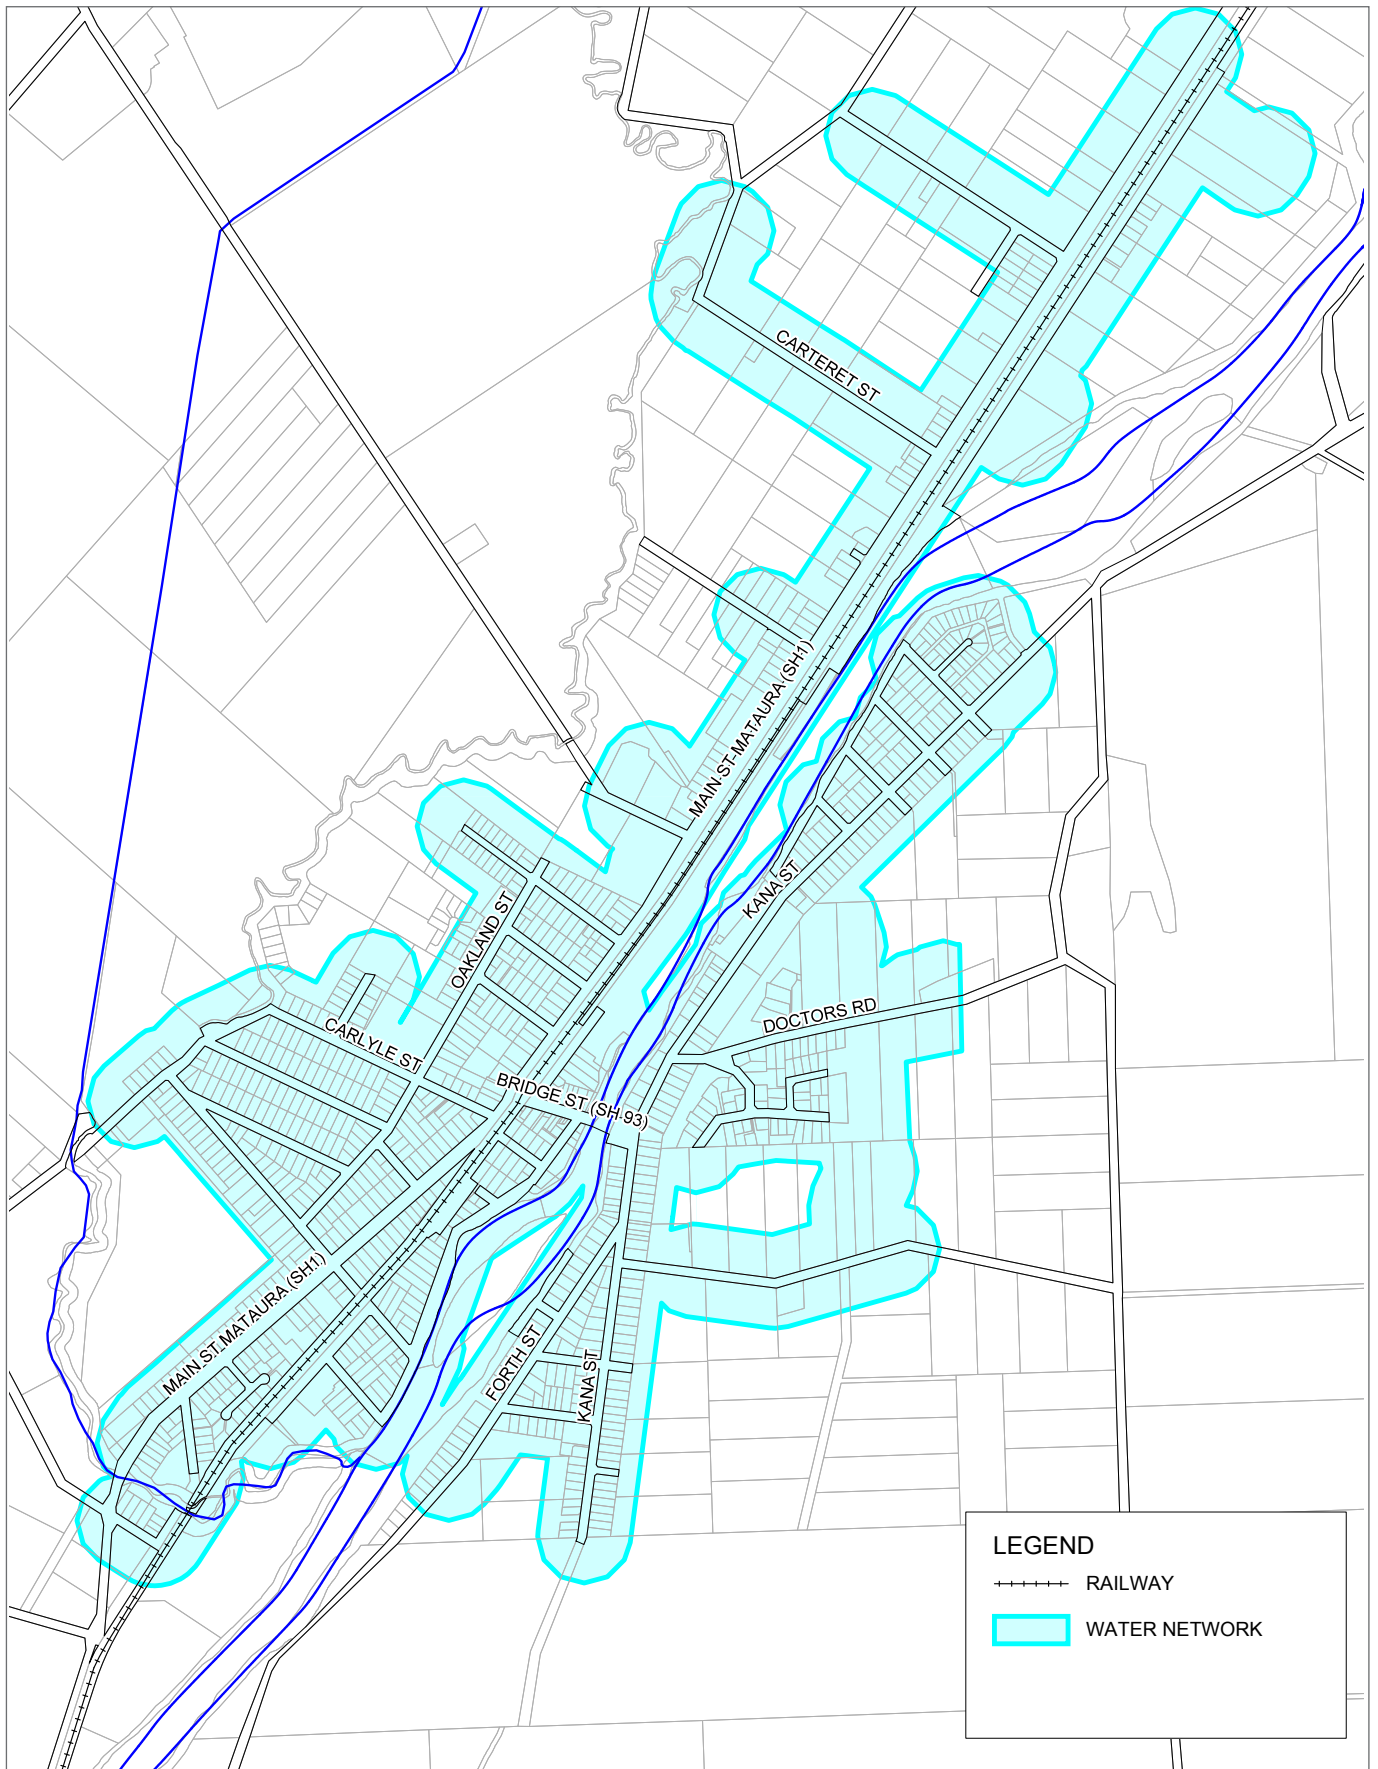 CARTERET ST
MAIN ST MATAURA (SH1)
KANA ST
OAKLAND ST
DOCTORS RD
CARLYLE ST
BRIDGE ST (SH 93)
MAIN ST MATAURA (SH1)
FORTH ST
KANA ST
LEGEND
RAILWAY
WATER NETWORK